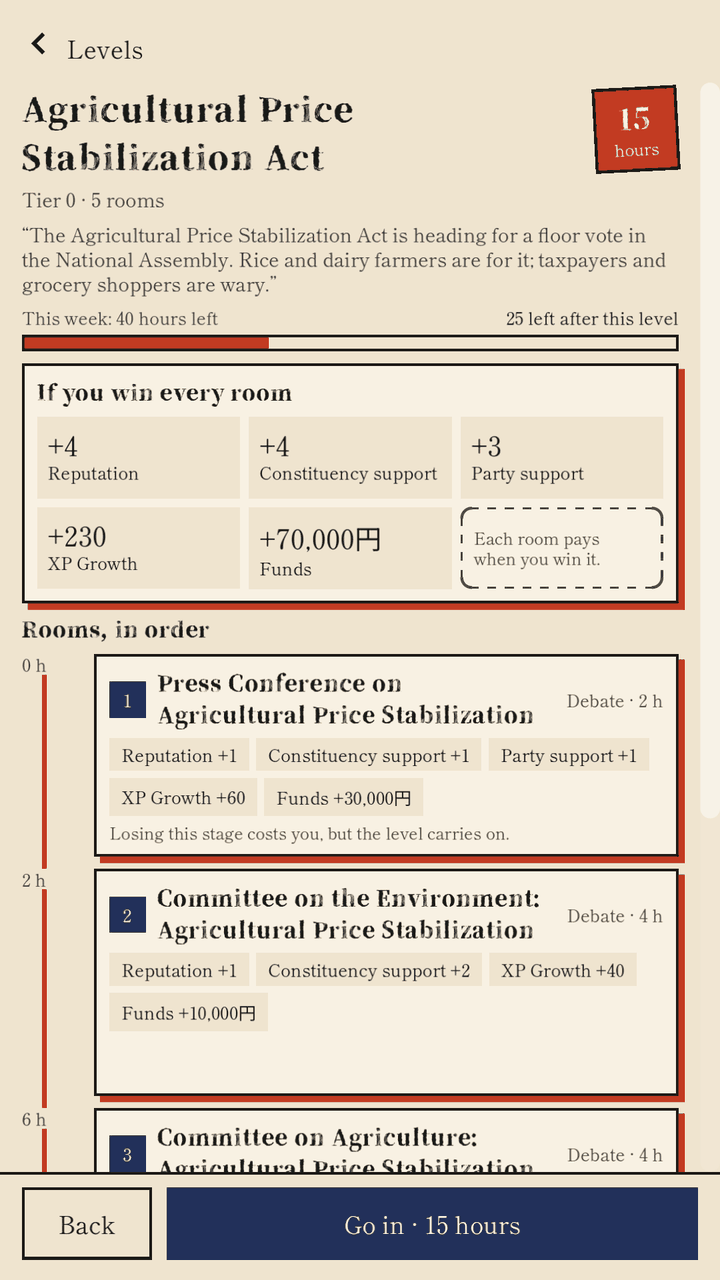 Levels
Agricultural Price
Stabilization Act
15
hours
Tier 0 · 5 rooms
“The Agricultural Price Stabilization Act is heading for a floor vote in
the National Assembly. Rice and dairy farmers are for it; taxpayers and
grocery shoppers are wary.”
This week: 40 hours left
25 left after this level
If you win every room
+4
Reputation
+4
Constituency support
+3
Party support
+230
XP Growth
+70,000円
Funds
Each room pays
when you win it.
Rooms, in order
0 h
1
Press Conference on
Agricultural Price Stabilization
Debate · 2 h
Reputation +1
Constituency support +1
Party support +1
XP Growth +60
Funds +30,000円
Losing this stage costs you, but the level carries on.
2 h
2
Committee on the Environment:
Agricultural Price Stabilization
Debate · 4 h
Reputation +1
Constituency support +2
XP Growth +40
Funds +10,000円
6 h
3
Committee on Agriculture:
Agricultural Price Stabilization
Debate · 4 h
Back
Go in · 15 hours